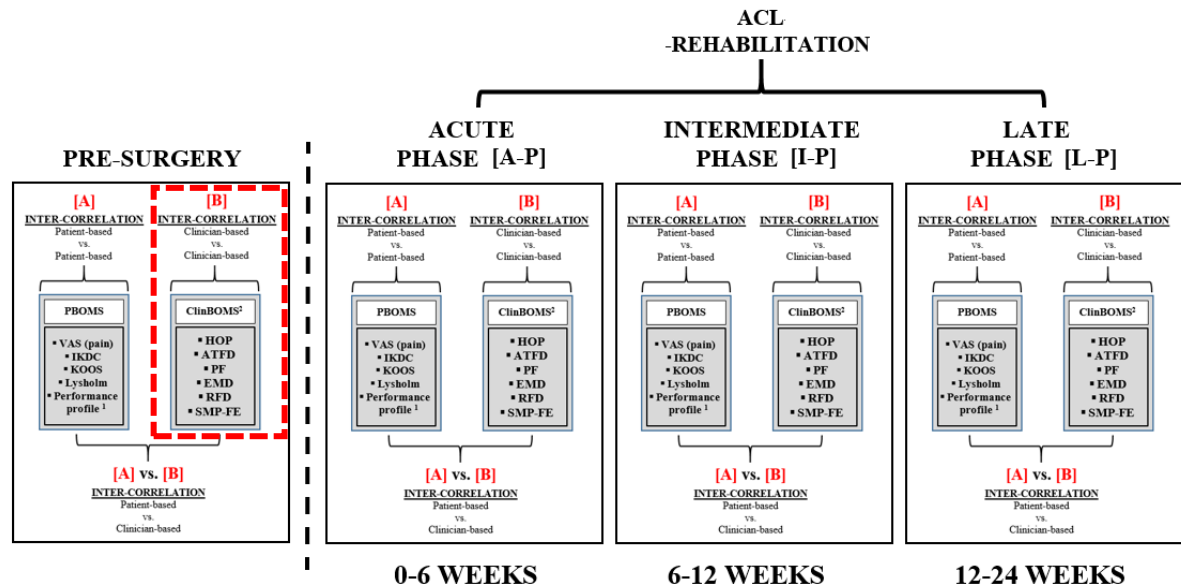 ACL
-REHABILITATION
PRE-SURGERY
[A]
INTER-CORRELATION
Patient-based
vs.
Patient-based
PBOMS
▪ VAS (pain)
▪ IKDC
▪ KOOS
▪ Lysholm
▪ Performance
profile 1
[B]
INTER-CORRELATION
Clinician-based
vs.
Clinician-based
ClinBOMS2
▪ HOP
▪ ATFD
▪ PF
▪ EMD
▪ RFD
▪ SMP-FE
[A] vs. [B]
INTER-CORRELATION
Patient-based
vs.
Clinician-based
ACUTE
PHASE [A-P]
[A]
INTER-CORRELATION
Patient-based
vs.
Patient-based
PBOMS
▪ VAS (pain)
▪ IKDC
▪ KOOS
▪ Lysholm
▪ Performance
profile 1
[B]
INTER-CORRELATION
Clinician-based
vs.
Clinician-based
ClinBOMS2
▪ HOP
▪ ATFD
▪ PF
▪ EMD
▪ RFD
▪ SMP-FE
[A] vs. [B]
INTER-CORRELATION
Patient-based
vs.
Clinician-based
0-6 WEEKS
INTERMEDIATE
PHASE [I-P]
[A]
INTER-CORRELATION
Patient-based
vs.
Patient-based
PBOMS
▪ VAS (pain)
▪ IKDC
▪ KOOS
▪ Lysholm
▪ Performance
profile 1
[B]
INTER-CORRELATION
Clinician-based
vs.
Clinician-based
ClinBOMS2
▪ HOP
▪ ATFD
▪ PF
▪ EMD
▪ RFD
▪ SMP-FE
[A] vs. [B]
INTER-CORRELATION
Patient-based
vs.
Clinician-based
6-12 WEEKS
LATE
PHASE [L-P]
[A]
INTER-CORRELATION
Patient-based
vs.
Patient-based
PBOMS
▪ VAS (pain)
▪ IKDC
▪ KOOS
▪ Lysholm
▪ Performance
profile 1
[B]
INTER-CORRELATION
Clinician-based
vs.
Clinician-based
ClinBOMS2
▪ HOP
▪ ATFD
▪ PF
▪ EMD
▪ RFD
▪ SMP-FE
[A] vs. [B]
INTER-CORRELATION
Patient-based
vs.
Clinician-based
12-24 WEEKS